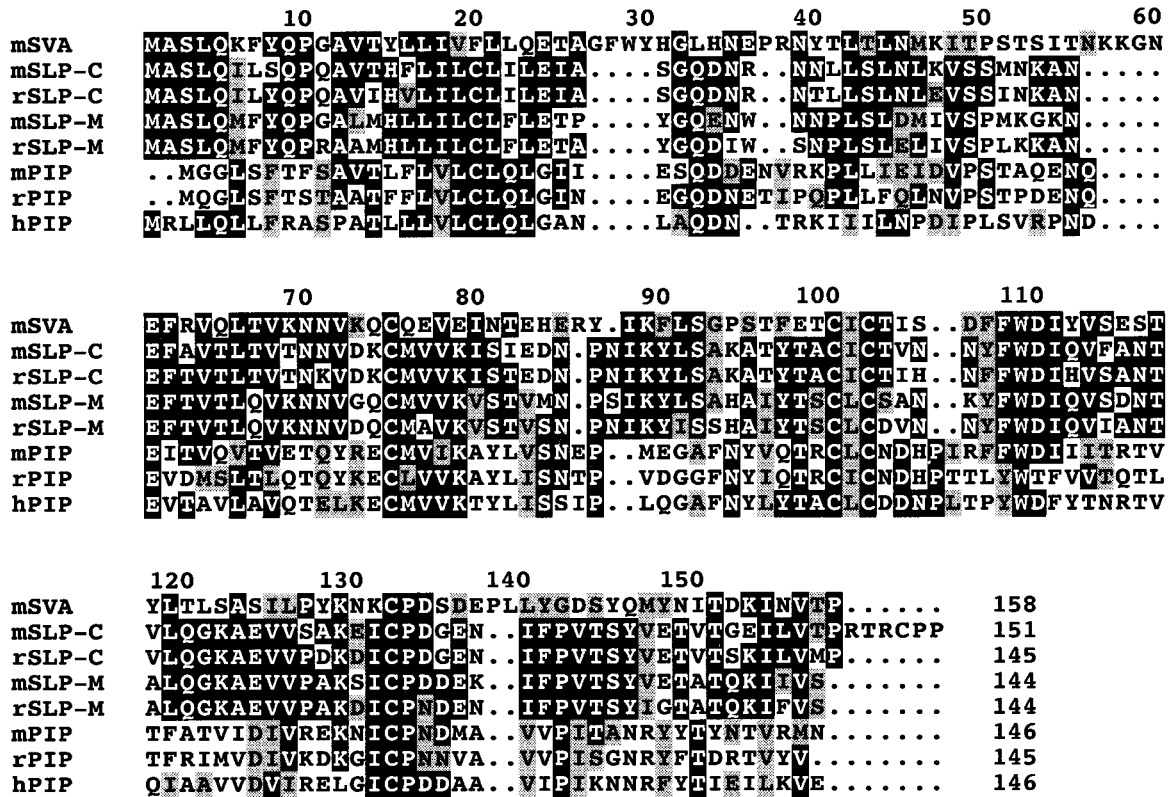 10 20 30 40 50 60
mSVA MASLQKFYQPGAVTYLLIVFLLQETAGFWYHGLHNEPRNYTLTLNMKITPSTSITNKKGN
mSLP-C MASLQILSQPQAVTHFLILCLILEIA....SGQDNR..NNLLSLNLKVSSMNKAN....
rSLP-C MASLQILYQPQAVIHVLILCLILEIA....SGQDNR..NTLLSLNLEVSSINKAN....
mSLP-M MASLQMFYQPGALMHLLILCLFLETP....YGQENW..NNPLSLDMIVSPMKGKN....
rSLP-M MASLQMFYQPRAAMHLLILCLFLETA....YGQDIW..SNPLSLELIVSPLKKAN....
mPIP ..MGGLSFTFSAVTLFLVLCLQLGII....ESQDDENVRKPLLIEIDVPSTAQENQ....
rPIP ..MQGLSFTSTAATFFLVLCLQLGIN....EGQDNETIPQPLLFQLNVPSTPDENQ....
hPIP MRLLQLLFRASPATLLLVLCLQLGAN....LAQDN..TRKIIILNPDIPLSVRPND....
70 80 90 100 110
mSVA EFRVQLTVKNNVKQCQEVEINTEHERY.IKFLSGPSTFETCICTIS..DFFWDIYVSEST
mSLP-C EFAVTLTVTNNVDKCMVVKISIEDN.PNIKYLSAKATYTACICTVN..NYFWDIQVFANT
rSLP-C EFTVTLTVTNKVDKCMVVKISTEDN.PNIKYLSAKATYTACICTIH..NFFWDIHVSANT
mSLP-M EFTVTLQVKNNVGQCMVVKVSTVMN.PSIKYLSAHAIYTSCLCSAN..KYFWDIQVSDNT
rSLP-M EFTVTLQVKNNVDQCMAVKVSTVSN.PNIKYISSHAIYTSCLCDVN..NYFWDIQVIANT
mPIP EITVQVTVETQYRECMVIKAYLVSNEP..MEGAFNYVQTRCLCNDHPIRFFWDIIITRTV
rPIP EVDMSLTLQTQYKECLVVKAYLISNTP..VDGGFNYIQTRCICNDHPTTLYWTFVVTQTL
hPIP EVTAVLAVQTELKECMVVKTYLISSIP..LQGAFNYLYTACLCDDNPLTPYWDFYTNRTV
120 130 140 150
mSVA YLTLSASILPYKNKCPDSDEPLLYGDSYQMYNITDKINVTP...... 158
mSLP-C VLQGKAEVVSAKEICPDGEN..IFPVTSYVETVTGEILVTPRTRCPP 151
rSLP-C VLQGKAEVVPDKDICPDGEN..IFPVTSYVETVTSKILVMP...... 145
mSLP-M ALQGKAEVVPAKSICPDDEK..IFPVTSYVETATQKIIVS....... 144
rSLP-M ALQGKAEVVPAKDICPNDEN..IFPVTSYIGTATQKIFVS....... 144
mPIP TFATVIDIVREKNICPNDMA..VVPITANRYYTYNTVRMN....... 146
rPIP TFRIMVDIVKDKGICPNNVA..VVPISGNRYFTDRTVYV........ 145
hPIP QIAAVVDVIRELGICPDDAA..VIPIKNNRFYTIEILKVE....... 146